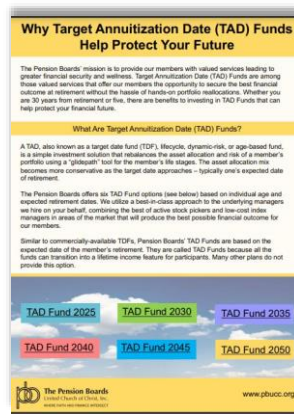 Why Target Annuitization Date (TAD) Funds
Help Protect Your Future
The Pension Boards' mission is to provide our members with valued services leading to
greater financial security and wellness. Target Annuitization Date (TAD) Funds are among
those valued services that offer our members the opportunity to secure the best financial
outcome at retirement without the hassle of hands-on portfolio reallocations. Whether you
are 30 years from retirement or five, there are benefits to investing in TAD Funds that can
help protect your financial future.
What Are Target Annuitization Date (TAD) Funds?
A TAD, also known as a target date fund (TDF), lifecycle, dynamic-risk, or age-based fund,
is a simple investment solution that rebalances the asset allocation and risk of a member's
portfolio using a "glidepath" tool for the member's life stages. The asset allocation mix
becomes more conservative as the target date approaches – typically one's expected date
of retirement.
The Pension Boards offers six TAD Fund options (see below) based on individual age and
expected retirement dates. We utilize a best-in-class approach to the underlying managers
we hire on your behalf, combining the best of active stock pickers and low-cost index
managers in areas of the market that will produce the best possible financial outcome for
our members.
Similar to commercially-available TDFs, Pension Boards' TAD Funds are based on the
expected date of the member's retirement. They are called TAD Funds because all the
funds can transition into a lifetime income feature for participants. Many other plans do not
provide this option.
TAD Fund 2025
TAD Fund 2030
TAD Fund 2035
TAD Fund 2040
TAD Fund 2045
TAD Fund 2050
The Pension Boards
United Church of Christ, Inc.
WHERE FAITH AND FINANCE INTERSECT
www.pbucc.org